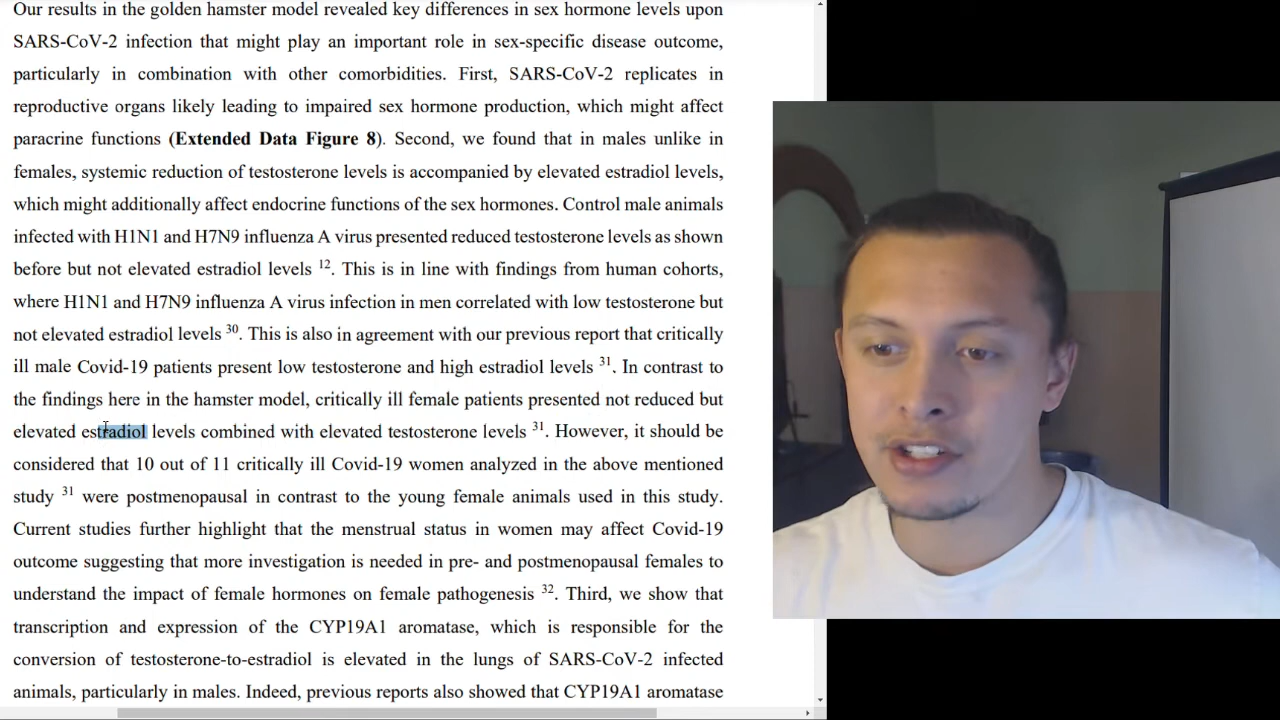 Our results in the golden hamster model revealed key differences in sex hormone levels upon
SARS-CoV-2 infection that might play an important role in sex-specific disease outcome,
particularly in combination with other comorbidities. First, SARS-CoV-2 replicates in
reproductive organs likely leading to impaired sex hormone production, which might affect
paracrine functions (Extended Data Figure 8). Second, we found that in males unlike in
females, systemic reduction of testosterone levels is accompanied by elevated estradiol levels,
which might additionally affect endocrine functions of the sex hormones. Control male animals
infected with H1N1 and H7N9 influenza A virus presented reduced testosterone levels as shown
before but not elevated estradiol levels 12. This is in line with findings from human cohorts,
where H1N1 and H7N9 influenza A virus infection in men correlated with low testosterone but
not elevated estradiol levels 30. This is also in agreement with our previous report that critically
ill male Covid-19 patients present low testosterone and high estradiol levels 31. In contrast to
the findings here in the hamster model, critically ill female patients presented not reduced but
elevated estradiol levels combined with elevated testosterone levels 31. However, it should be
considered that 10 out of 11 critically ill Covid-19 women analyzed in the above mentioned
study 31 were postmenopausal in contrast to the young female animals used in this study.
Current studies further highlight that the menstrual status in women may affect Covid-19
outcome suggesting that more investigation is needed in pre- and postmenopausal females to
understand the impact of female hormones on female pathogenesis 32. Third, we show that
transcription and expression of the CYP19A1 aromatase, which is responsible for the
conversion of testosterone-to-estradiol is elevated in the lungs of SARS-CoV-2 infected
animals, particularly in males. Indeed, previous reports also showed that CYP19A1 aromatase